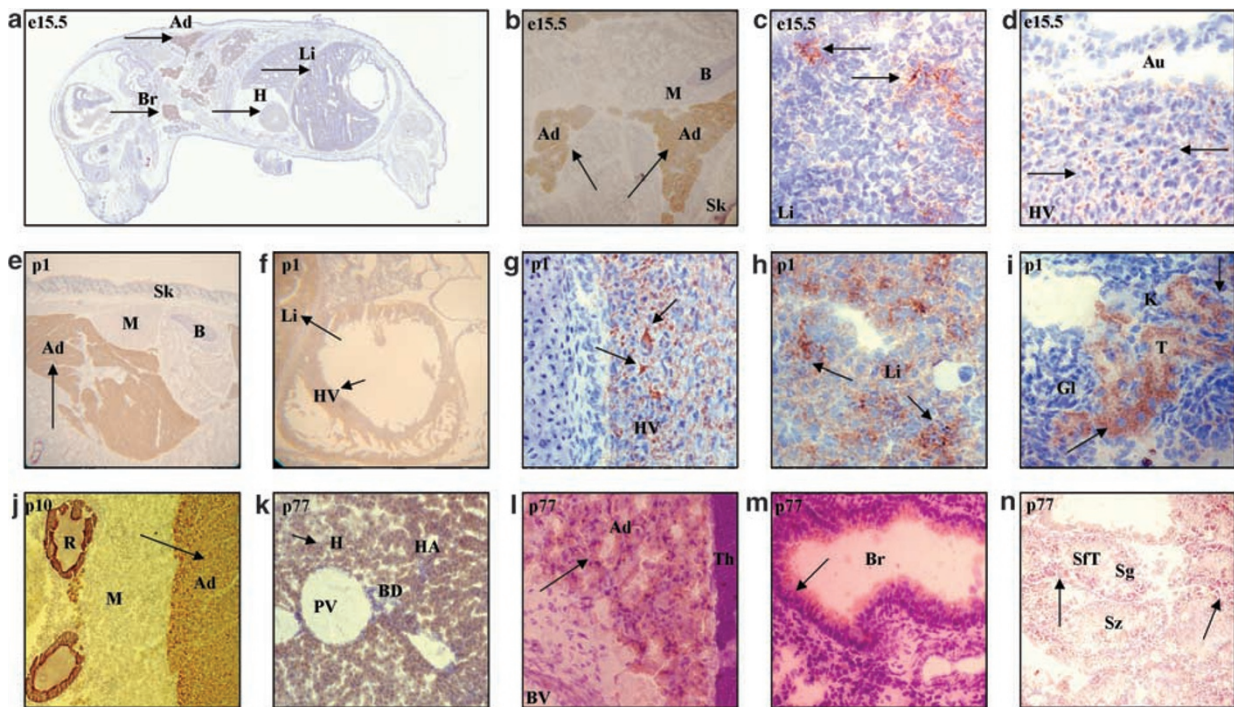 a e15.5 Ad Li Br H
b e15.5 B M Ad Ad Sk
c e15.5 Li
d e15.5 Au HV
e p1 Sk M B Ad
f p1 Li HV
g p1 HV
h p1 Li
i p1 K T Gl
j p10 R Ad M
k p77 H HA BD PV
l p77 Ad Th BV
m p77 Br
n p77 SfT Sg Sz